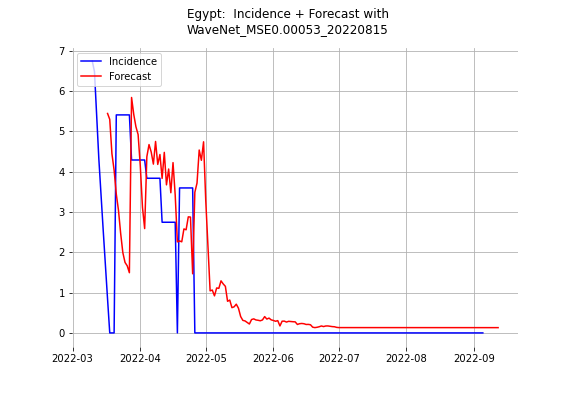 Egypt:  Incidence + Forecast with
WaveNet_MSE0.00053_20220815
7
Incidence
Forecast
6
5
4
3
2
1
0
2022-03 2022-04 2022-05 2022-06 2022-07 2022-08 2022-09